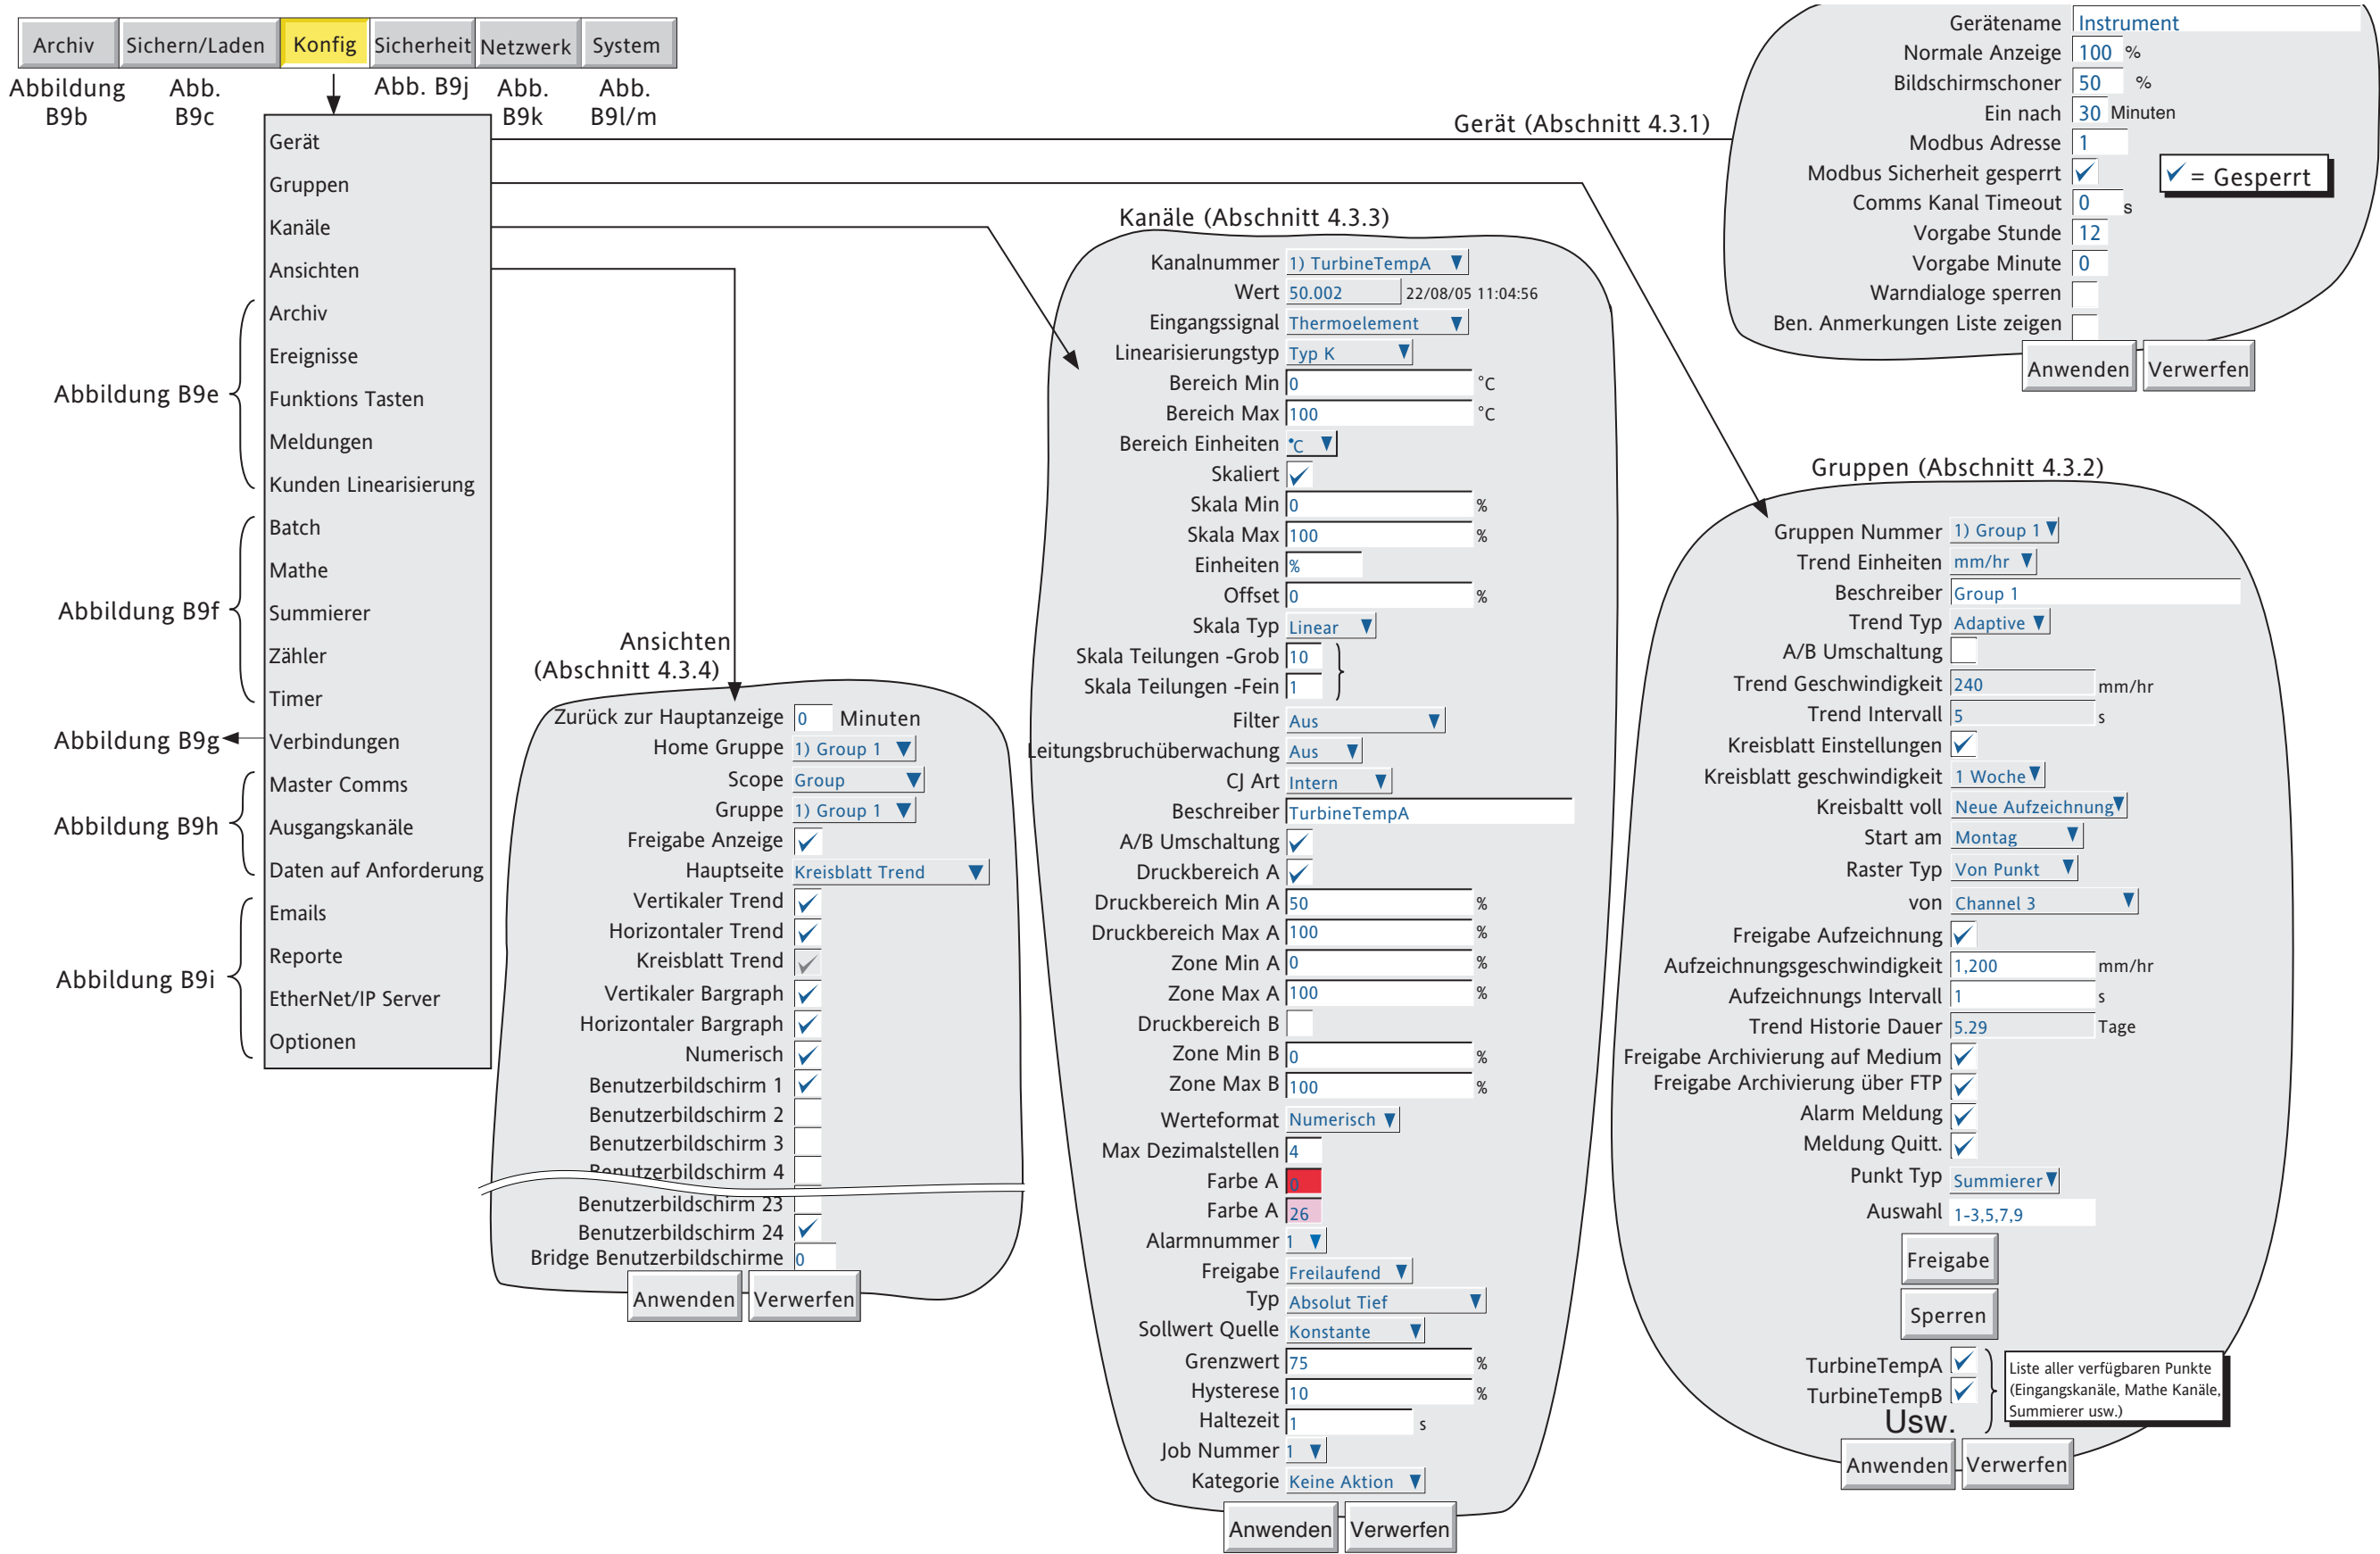 Archiv
Sichern/Laden
Konfig
Sicherheit
Netzwerk
System
Abbildung
B9b
Abb.
B9c
Abb. B9j
Abb.
B9k
Abb.
B9l/m
Gerät
Gruppen
Kanäle
Ansichten
Archiv
Ereignisse
Funktions Tasten
Meldungen
Kunden Linearisierung
Batch
Mathe
Summierer
Zähler
Timer
Verbindungen
Master Comms
Ausgangskanäle
Daten auf Anforderung
Emails
Reporte
EtherNet/IP Server
Optionen
Abbildung B9e
Abbildung B9f
Abbildung B9g
Abbildung B9h
Abbildung B9i
Gerät (Abschnitt 4.3.1)
Gerätename Instrument
Normale Anzeige 100 %
Bildschirmschoner 50 %
Ein nach 30 Minuten
Modbus Adresse 1
Modbus Sicherheit gesperrt
= Gesperrt
Comms Kanal Timeout 0 s
Vorgabe Stunde 12
Vorgabe Minute 0
Warndialoge sperren
Ben. Anmerkungen Liste zeigen
Anwenden Verwerfen
Ansichten
(Abschnitt 4.3.4)
Zurück zur Hauptanzeige 0 Minuten
Home Gruppe 1) Group 1
Scope Group
Gruppe 1) Group 1
Freigabe Anzeige
Hauptseite Kreisblatt Trend
Vertikaler Trend
Horizontaler Trend
Kreisblatt Trend
Vertikaler Bargraph
Horizontaler Bargraph
Numerisch
Benutzerbildschirm 1
Benutzerbildschirm 2
Benutzerbildschirm 3
Benutzerbildschirm 4
Benutzerbildschirm 23
Benutzerbildschirm 24
Bridge Benutzerbildschirme 0
Anwenden Verwerfen
Kanäle (Abschnitt 4.3.3)
Kanalnummer 1) TurbineTempA
Wert 50.002 22/08/05 11:04:56
Eingangssignal Thermoelement
Linearisierungstyp Typ K
Bereich Min 0 °C
Bereich Max 100 °C
Bereich Einheiten °C
Skaliert
Skala Min 0 %
Skala Max 100 %
Einheiten %
Offset 0 %
Skala Typ Linear
Skala Teilungen -Grob 10
Skala Teilungen -Fein 1
Filter Aus
Leitungsbruchüberwachung Aus
CJ Art Intern
Beschreiber TurbineTempA
A/B Umschaltung
Druckbereich A
Druckbereich Min A 50 %
Druckbereich Max A 100 %
Zone Min A 0 %
Zone Max A 100 %
Druckbereich B
Zone Min B 0 %
Zone Max B 100 %
Werteformat Numerisch
Max Dezimalstellen 4
Farbe A 0
Farbe A 26
Alarmnummer 1
Freigabe Freilaufend
Typ Absolut Tief
Sollwert Quelle Konstante
Grenzwert 75 %
Hysterese 10 %
Haltezeit 1 s
Job Nummer 1
Kategorie Keine Aktion
Anwenden Verwerfen
Gruppen (Abschnitt 4.3.2)
Gruppen Nummer 1) Group 1
Trend Einheiten mm/hr
Beschreiber Group 1
Trend Typ Adaptive
A/B Umschaltung
Trend Geschwindigkeit 240 mm/hr
Trend Intervall 5 s
Kreisblatt Einstellungen
Kreisblatt geschwindigkeit 1 Woche
Kreisbaltt voll Neue Aufzeichnung
Start am Montag
Raster Typ Von Punkt
von Channel 3
Freigabe Aufzeichnung
Aufzeichnungsgeschwindigkeit 1,200 mm/hr
Aufzeichnungs Intervall 1 s
Trend Historie Dauer 5.29 Tage
Freigabe Archivierung auf Medium
Freigabe Archivierung über FTP
Alarm Meldung
Meldung Quitt.
Punkt Typ Summierer
Auswahl 1-3,5,7,9
Freigabe
Sperren
TurbineTempA
TurbineTempB
Usw.
Liste aller verfügbaren Punkte
(Eingangskanäle, Mathe Kanäle,
Summierer usw.)
Anwenden Verwerfen